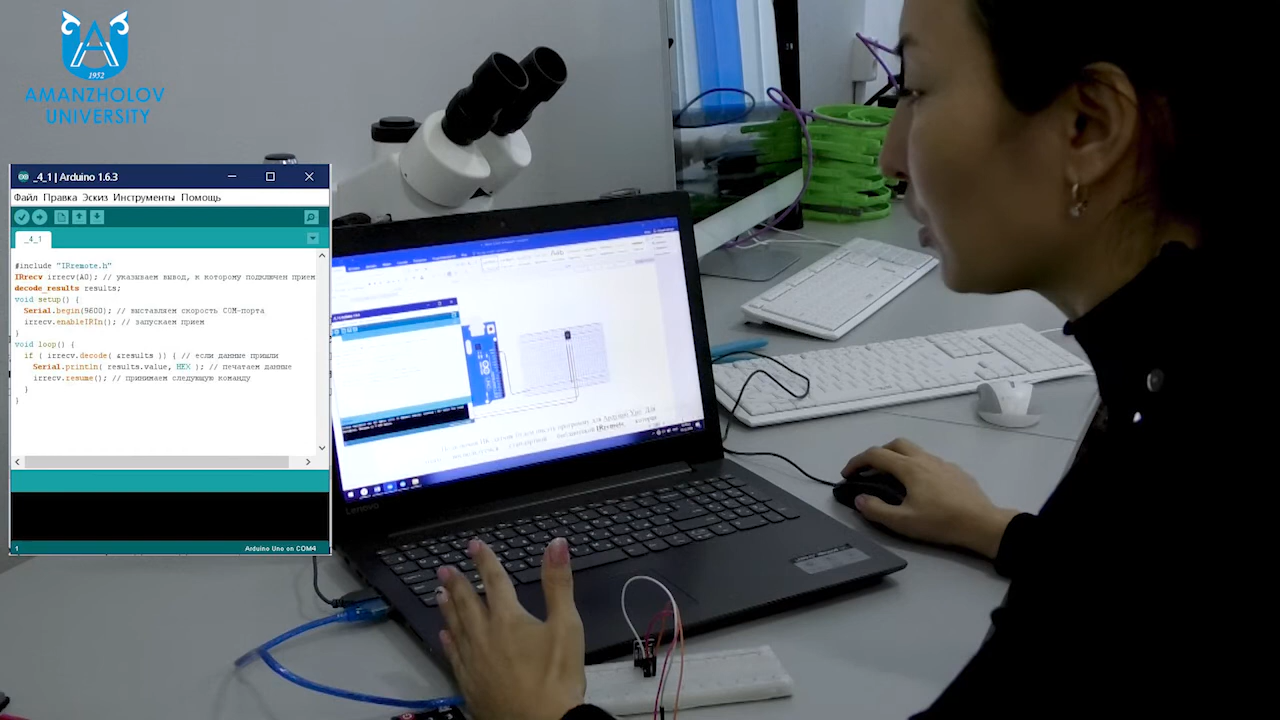 1952
AMANZHOLOV
UNIVERSITY
_4_1 | Arduino 1.6.3
Файл Правка Эскиз Инструменты Помощь
_4_1
#include "IRremote.h"
IRrecv irrecv(A0); // указываем вывод, к которому подключен прием
decode_results results;
void setup() {
Serial.begin(9600); // выставляем скорость COM-порта
irrecv.enableIRIn(); // запускаем прием
}
void loop() {
if ( irrecv.decode( &results )) { // если данные пришли
Serial.println( results.value, HEX ); // печатаем данные
irrecv.resume(); // принимаем следующую команду
}
}
1
Arduino Uno on COM4
Lenovo